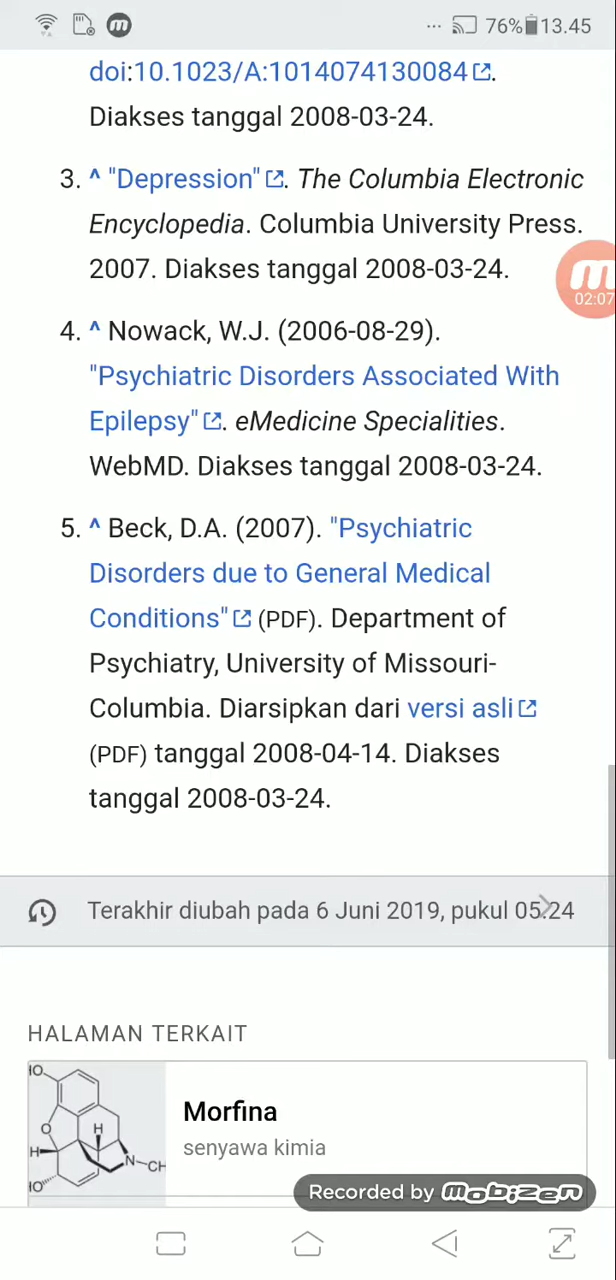 76% 13.45
doi:10.1023/A:1014074130084.
Diakses tanggal 2008-03-24.
3. ^ "Depression". The Columbia Electronic
Encyclopedia. Columbia University Press.
2007. Diakses tanggal 2008-03-24.
02:07
4. ^ Nowack, W.J. (2006-08-29).
"Psychiatric Disorders Associated With
Epilepsy". eMedicine Specialities.
WebMD. Diakses tanggal 2008-03-24.
5. ^ Beck, D.A. (2007). "Psychiatric
Disorders due to General Medical
Conditions" (PDF). Department of
Psychiatry, University of Missouri-
Columbia. Diarsipkan dari versi asli
(PDF) tanggal 2008-04-14. Diakses
tanggal 2008-03-24.
Terakhir diubah pada 6 Juni 2019, pukul 05.24
HALAMAN TERKAIT
HO
O
H
H
N
CH
HO
Morfina
senyawa kimia
Recorded by mobizen